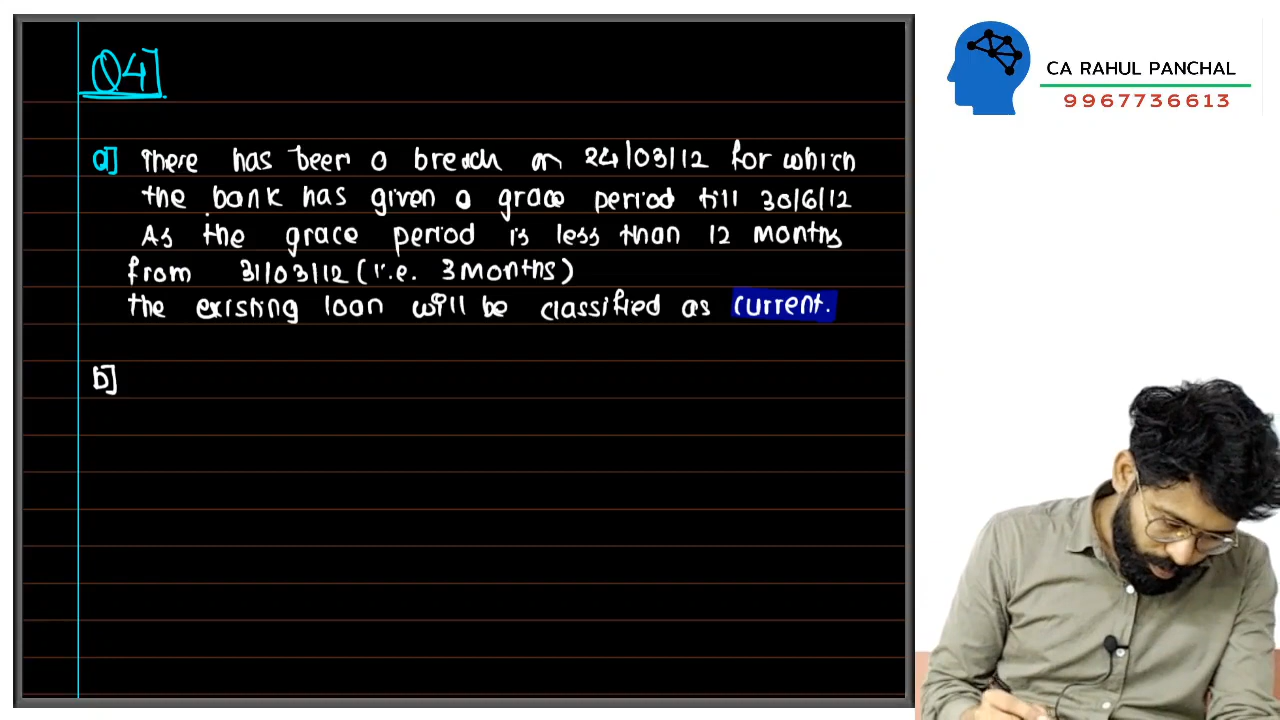 Q4]
CA RAHUL PANCHAL
9967736613
a] There has been a breach on 24/03/12 for which
the bank has given a grace period till 30/6/12
As the grace period is less than 12 months
from 31/03/12 (i.e. 3 months)
the existing loan will be classified as current.
b]